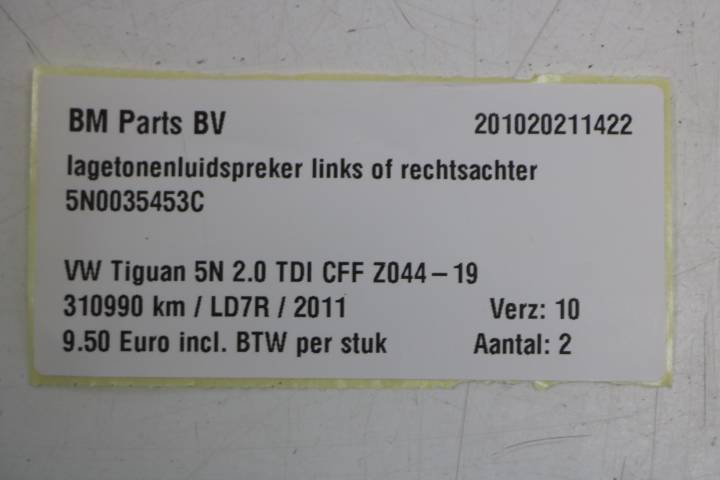 BM Parts BV 201020211422
lagetonenluidspreker links of rechtsachter
5N0035453C
VW Tiguan 5N 2.0 TDI CFF Z044-19
310990 km / LD7R / 2011 Verz: 10
9.50 Euro incl. BTW per stuk Aantal: 2